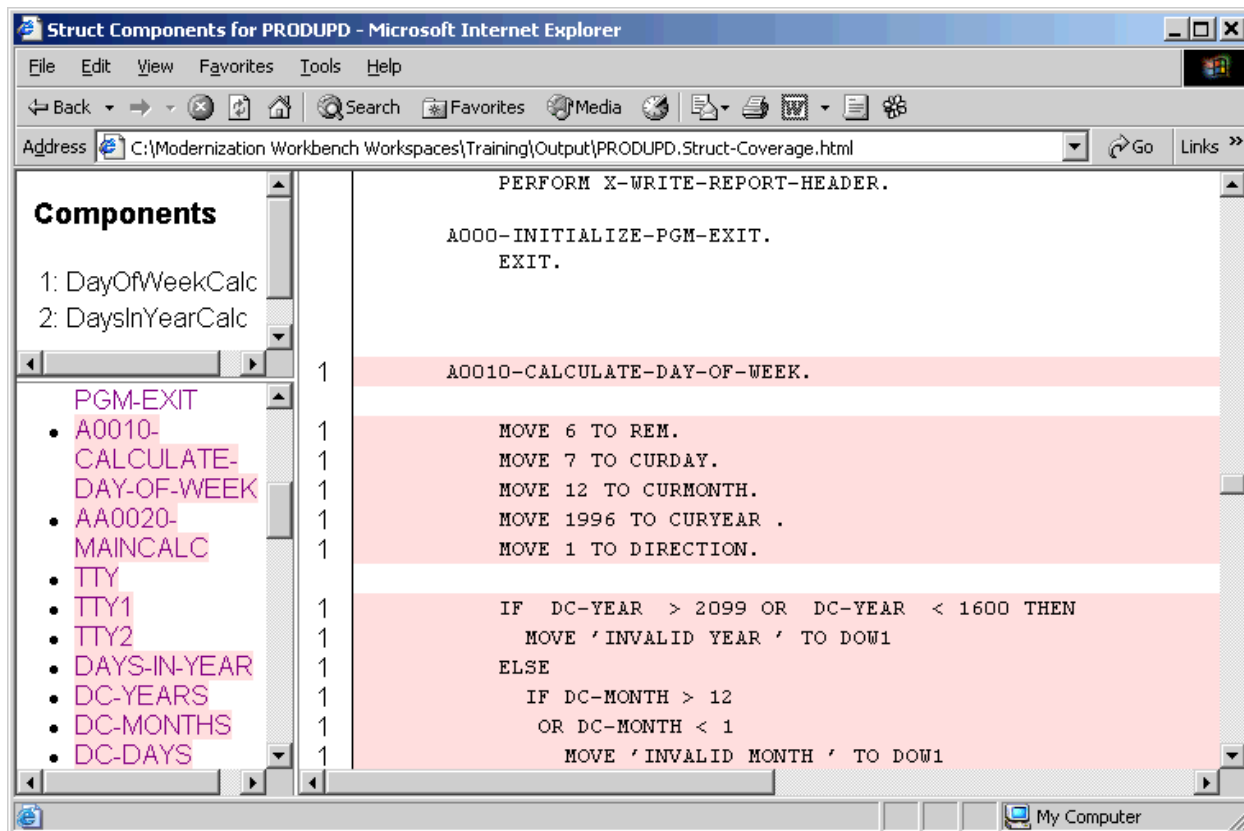 Struct Components for PRODUPD - Microsoft Internet Explorer
File Edit View Favorites Tools Help
Back Search Favorites Media
Address C:\Modernization Workbench Workspaces\Training\Output\PRODUPD.Struct-Coverage.html Go Links »
Components
1: DayOfWeekCalc
2: DaysInYearCalc
PGM-EXIT
• A0010-
CALCULATE-
DAY-OF-WEEK
• AA0020-
MAINCALC
• TTY
• TTY1
• TTY2
• DAYS-IN-YEAR
• DC-YEARS
• DC-MONTHS
• DC-DAYS
PERFORM X-WRITE-REPORT-HEADER.
A000-INITIALIZE-PGM-EXIT.
EXIT.
1 A0010-CALCULATE-DAY-OF-WEEK.
1 MOVE 6 TO REM.
1 MOVE 7 TO CURDAY.
1 MOVE 12 TO CURMONTH.
1 MOVE 1996 TO CURYEAR .
1 MOVE 1 TO DIRECTION.
1 IF DC-YEAR > 2099 OR DC-YEAR < 1600 THEN
1 MOVE 'INVALID YEAR ' TO DOW1
1 ELSE
1 IF DC-MONTH > 12
1 OR DC-MONTH < 1
1 MOVE 'INVALID MONTH ' TO DOW1
My Computer